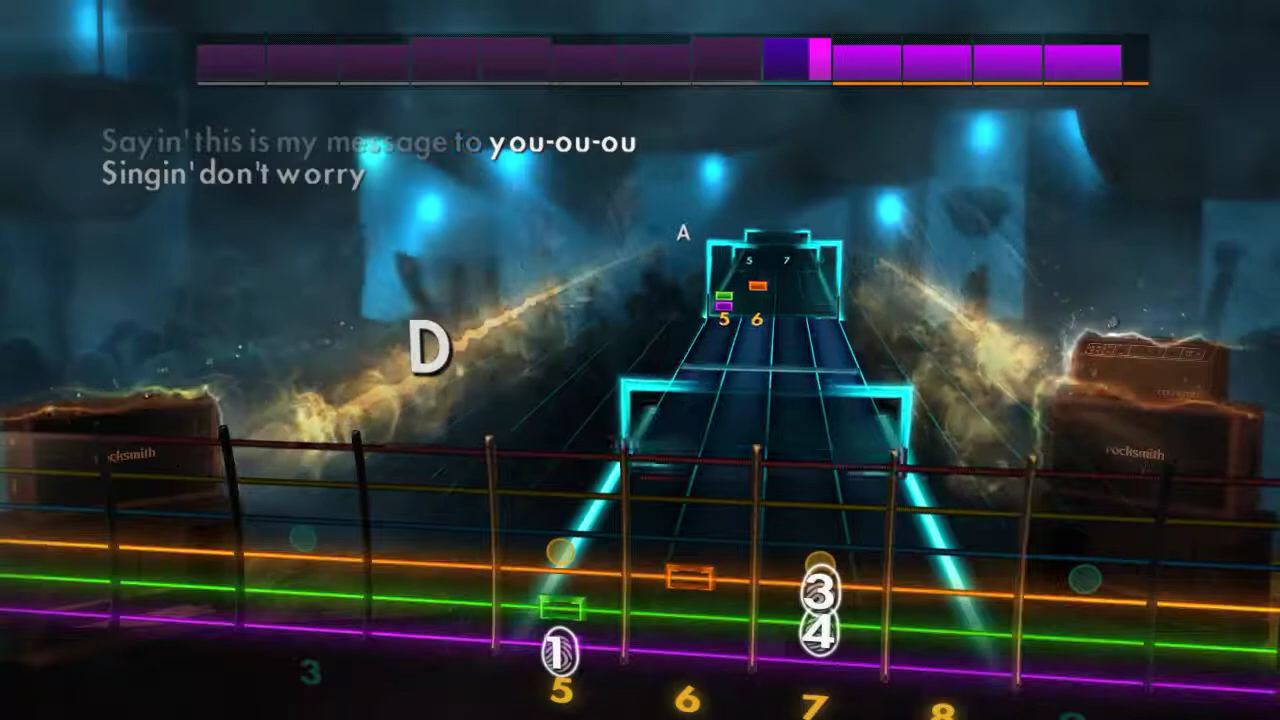 Sayin' this is my message to you-ou-ou
Singin' don't worry
A
5 7
5 6
D
rocksmith
ocksmith
3
3
4
1
5 6 7 8